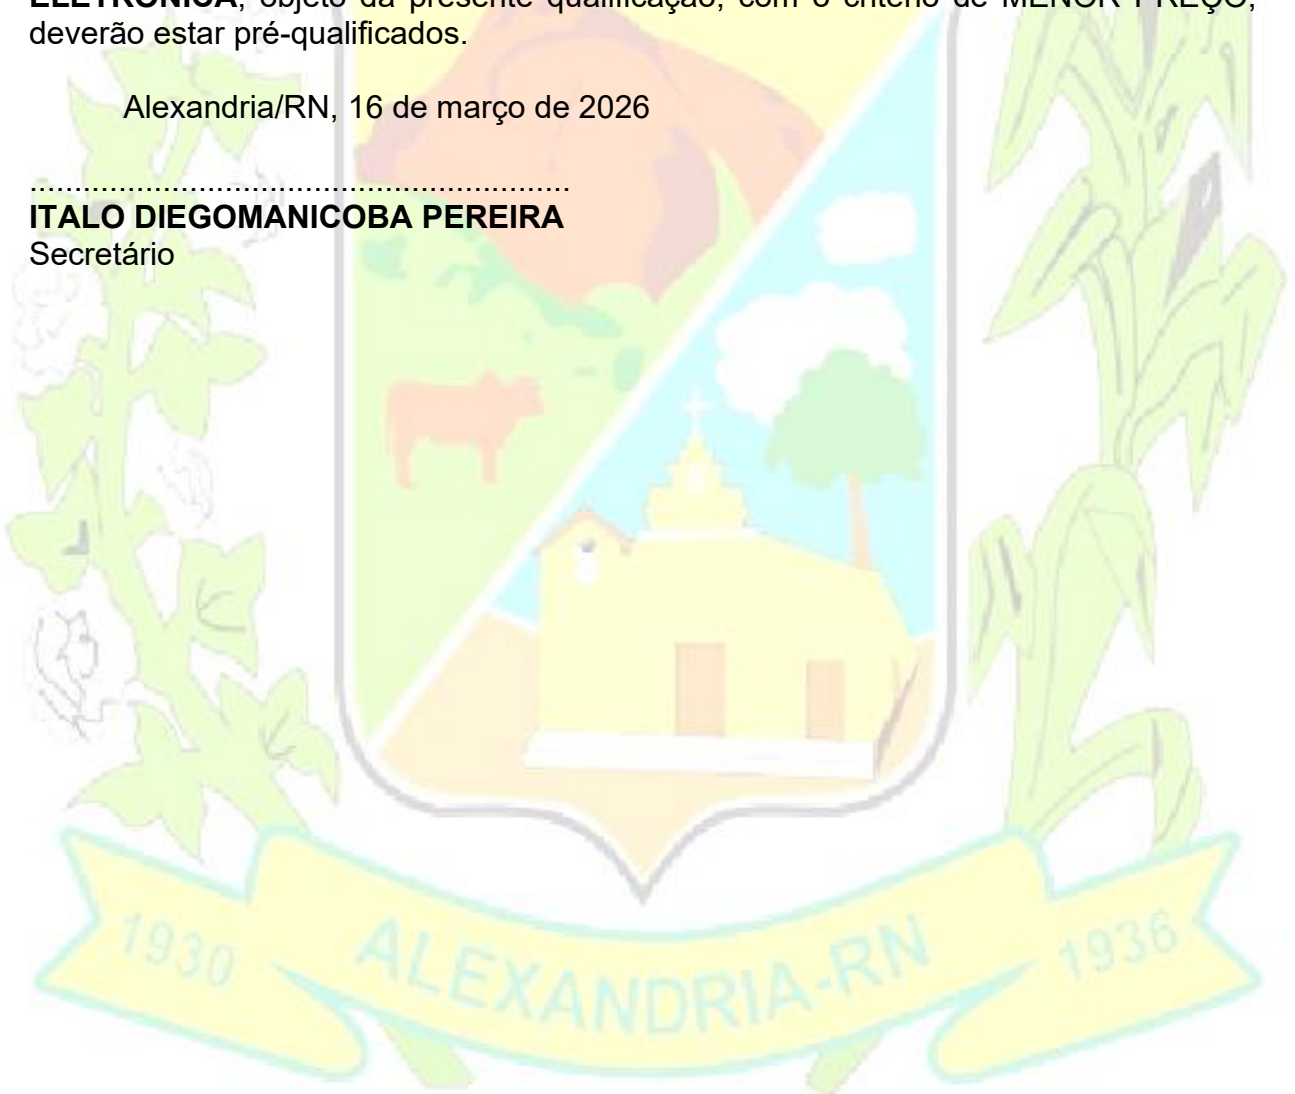 ELETRÔNICA, objeto da presente qualificação, com o critério de MENOR PREÇO,
deverão estar pré-qualificados.
Alexandria/RN, 16 de março de 2026
............................................................
ITALO DIEGOMANICOBA PEREIRA
Secretário
1930
ALEXANDRIA-RN
1936